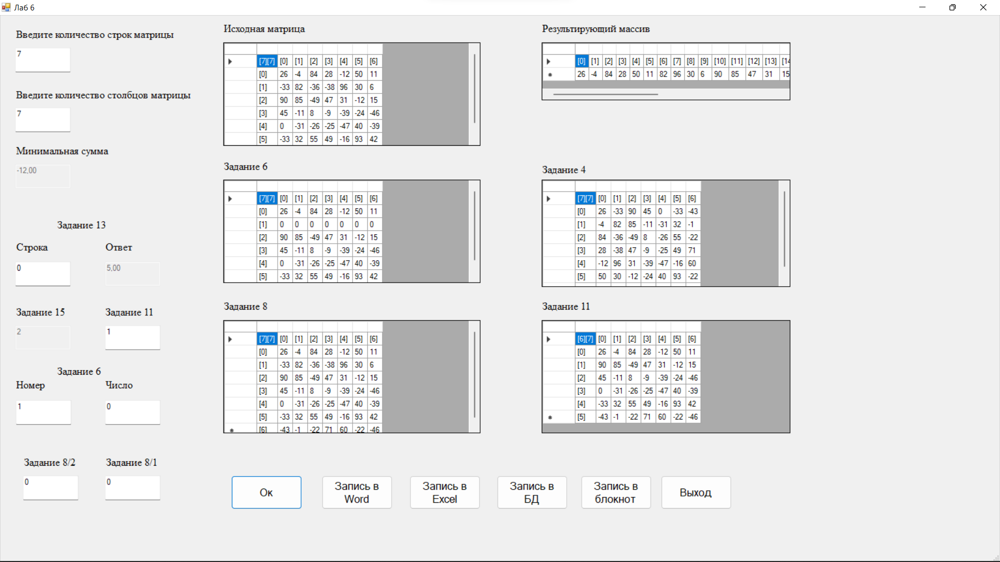 Лаб 6
Введите количество строк матрицы
7
Введите количество столбцов матрицы
7
Минимальная сумма
-12,00
Задание 13
Строка Ответ
0 5,00
Задание 15 Задание 11
2 1
Задание 6
Номер Число
1 0
Задание 8/2 Задание 8/1
0 0
Исходная матрица
[7][7] [0] [1] [2] [3] [4] [5] [6]
[0] 26 -4 84 28 -12 50 11
[1] -33 82 -36 -38 96 30 6
[2] 90 85 -49 47 31 -12 15
[3] 45 -11 8 -9 -39 -24 -46
[4] 0 -31 -26 -25 -47 40 -39
[5] -33 32 55 49 -16 93 42
Результирующий массив
[0] [1] [2] [3] [4] [5] [6] [7] [8] [9] [10] [11] [12] [13] [14
26 -4 84 28 50 11 82 96 30 6 90 85 47 31 15
Задание 6
[7][7] [0] [1] [2] [3] [4] [5] [6]
[0] 26 -4 84 28 -12 50 11
[1] 0 0 0 0 0 0 0
[2] 90 85 -49 47 31 -12 15
[3] 45 -11 8 -9 -39 -24 -46
[4] 0 -31 -26 -25 -47 40 -39
[5] -33 32 55 49 -16 93 42
Задание 4
[7][7] [0] [1] [2] [3] [4] [5] [6]
[0] 26 -33 90 45 0 -33 -43
[1] -4 82 85 -11 -31 32 -1
[2] 84 -36 -49 8 -26 55 -22
[3] 28 -38 47 -9 -25 49 71
[4] -12 96 31 -39 -47 -16 60
[5] 50 30 -12 -24 40 93 -22
Задание 8
[7][7] [0] [1] [2] [3] [4] [5] [6]
[0] 26 -4 84 28 -12 50 11
[1] -33 82 -36 -38 96 30 6
[2] 90 85 -49 47 31 -12 15
[3] 45 -11 8 -9 -39 -24 -46
[4] 0 -31 -26 -25 -47 40 -39
[5] -33 32 55 49 -16 93 42
[6] -43 -1 -22 71 60 -22 -46
Задание 11
[6][7] [0] [1] [2] [3] [4] [5] [6]
[0] 26 -4 84 28 -12 50 11
[1] 90 85 -49 47 31 -12 15
[2] 45 -11 8 -9 -39 -24 -46
[3] 0 -31 -26 -25 -47 40 -39
[4] -33 32 55 49 -16 93 42
[5] -43 -1 -22 71 60 -22 -46
Ок
Запись в
Word
Запись в
Excel
Запись в
БД
Запись в
блокнот
Выход